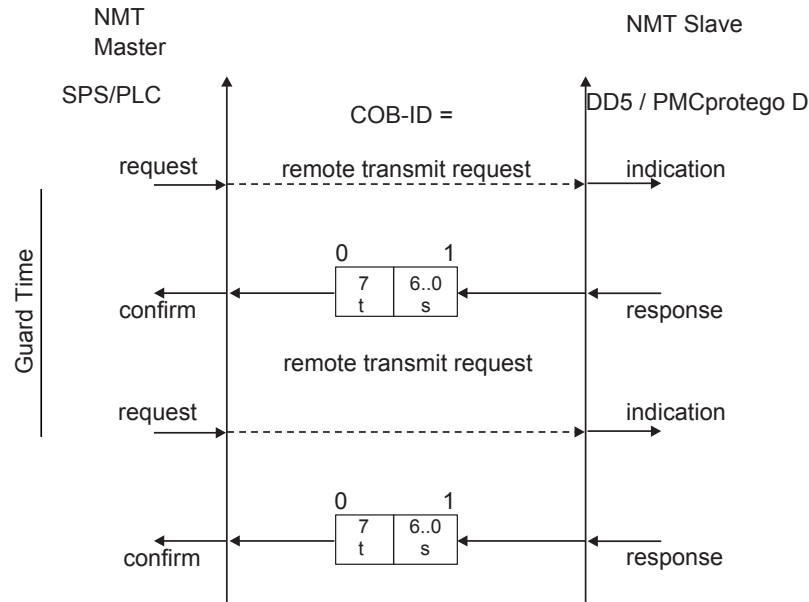 NMT
Master
NMT Slave
SPS/PLC
COB-ID =
DD5 / PMCprotego D
request
remote transmit request
indication
0 1
7 6..0
t s
confirm
response
Guard Time
remote transmit request
request
indication
0 1
7 6..0
t s
confirm
response